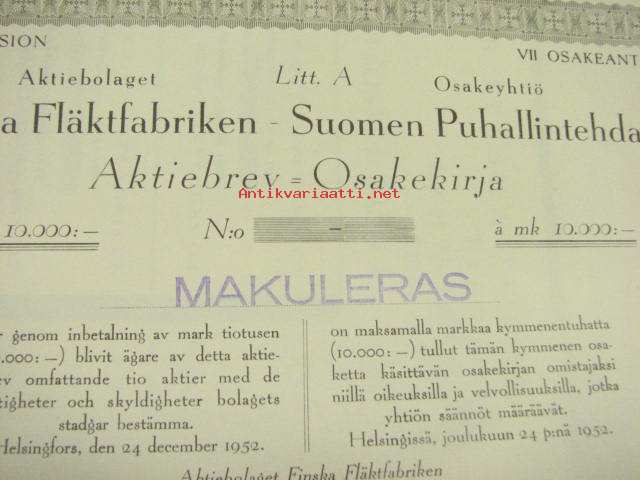 SION
VII OSAKEANT
Aktiebolaget Litt. A Osakeyhtiö
a Fläktfabriken - Suomen Puhallintehda
Aktiebrev = Osakekirja
Antikvariaatti.net
10.000:— N:o — à mk 10.000:—
MAKULERAS
r genom inbetalning av mark tiotusen
.000:—) blivit ägare av detta aktie-
ev omfattande tio aktier med de
tigheter och skyldigheter bolagets
stadgar bestämma.
Helsingfors, den 24 december 1952.
on maksamalla markkaa kymmenentuhatta
(10.000:—) tullut tämän kymmenen osa-
ketta käsittävän osakekirjan omistajaksi
niillä oikeuksilla ja velvollisuuksilla, jotka
yhtiön säännöt määräävät.
Helsingissä, joulukuun 24 p:nä 1952.
Aktiebolaget Finska Fläktfabriken